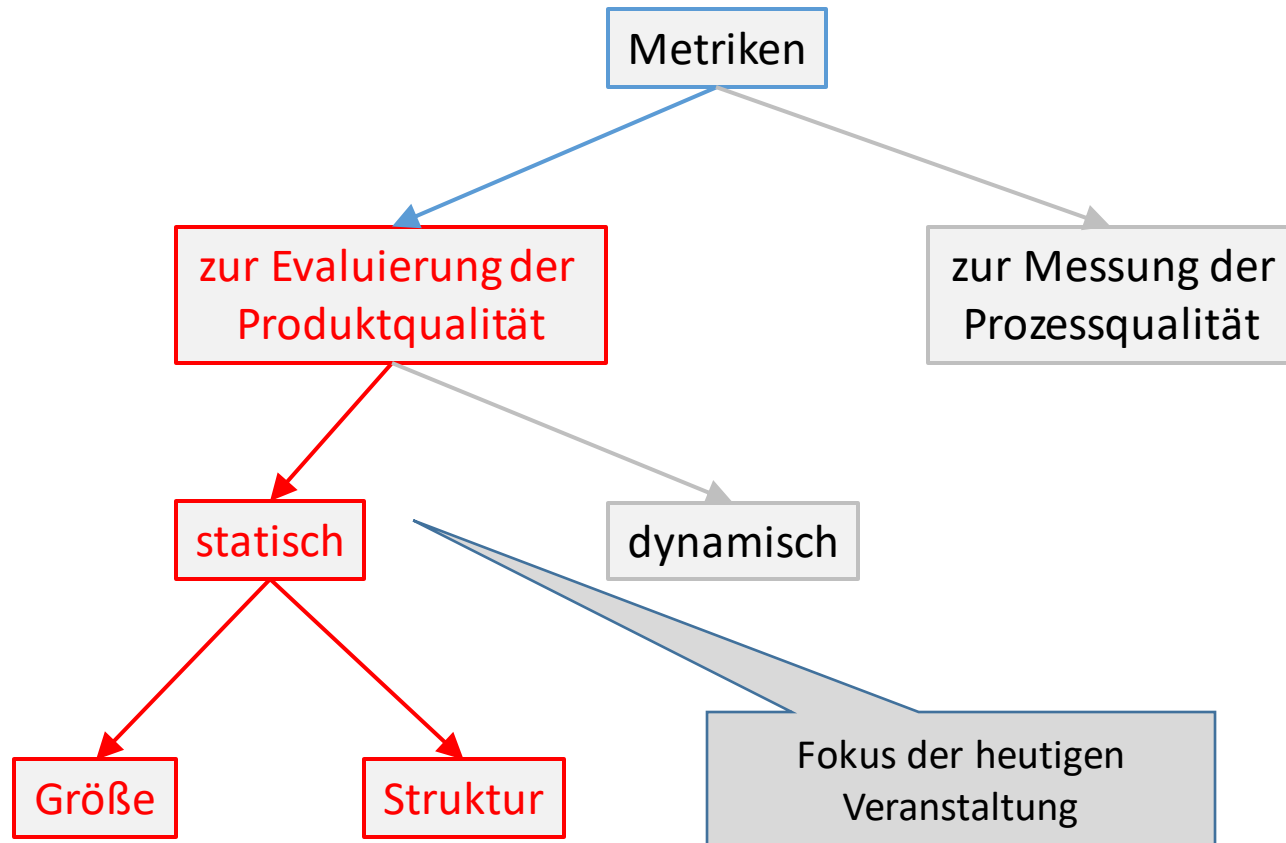 Metriken
zur Evaluierung der
Produktqualität
zur Messung der
Prozessqualität
statisch
dynamisch
Größe
Struktur
Fokus der heutigen
Veranstaltung